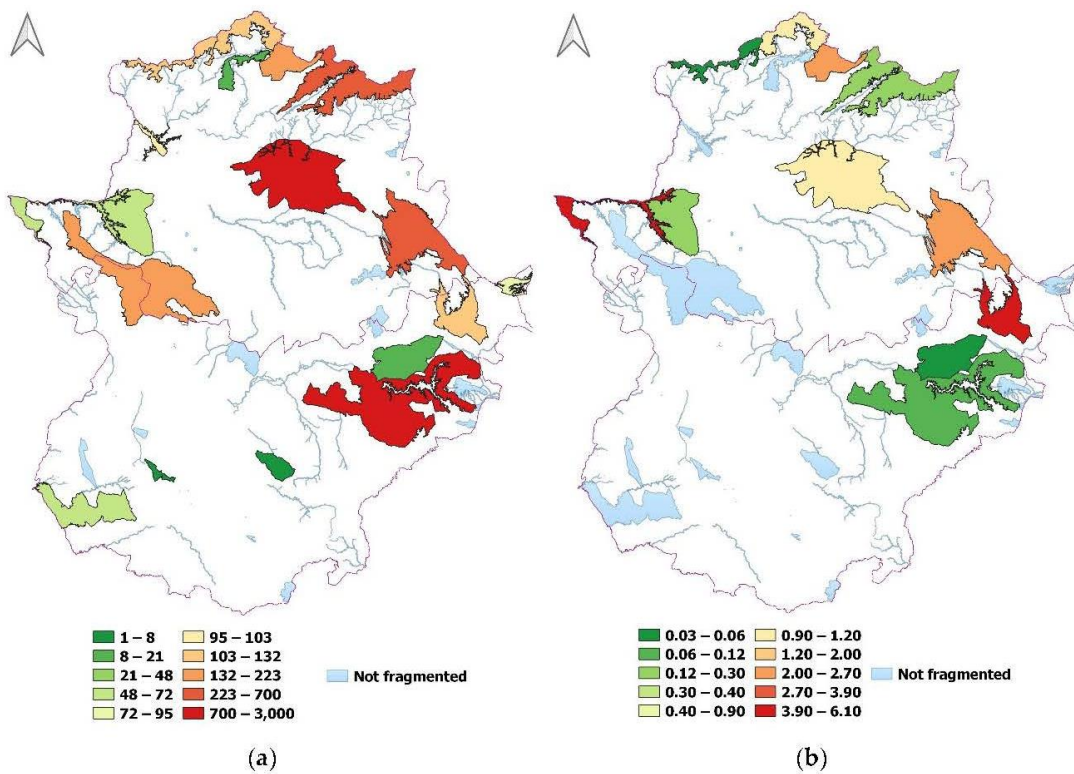 1 – 8
8 – 21
21 – 48
48 – 72
72 – 95
95 – 103
103 – 132
132 – 223
223 – 700
700 – 3,000
Not fragmented
(a)
0.03 – 0.06
0.06 – 0.12
0.12 – 0.30
0.30 – 0.40
0.40 – 0.90
0.90 – 1.20
1.20 – 2.00
2.00 – 2.70
2.70 – 3.90
3.90 – 6.10
Not fragmented
(b)